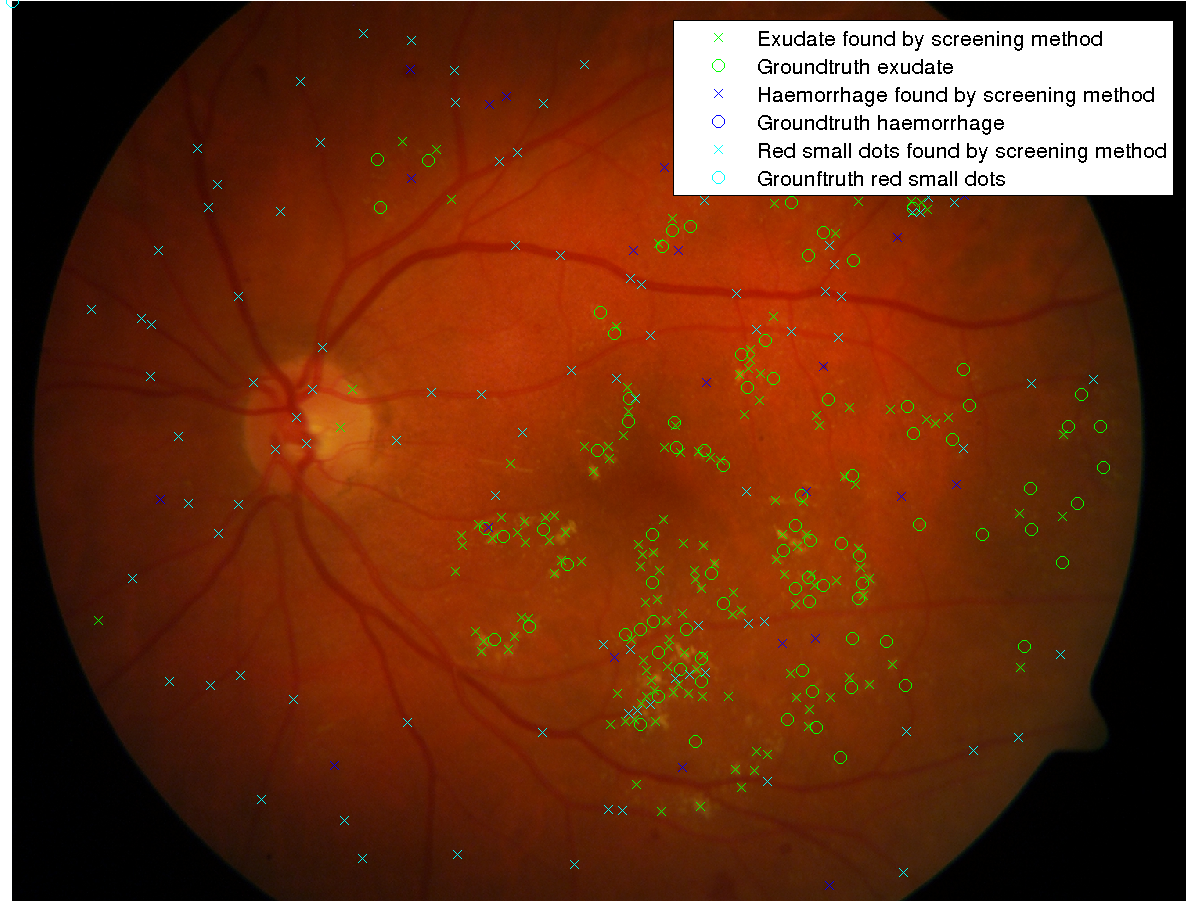 Exudate found by screening method
Groundtruth exudate
Haemorrhage found by screening method
Groundtruth haemorrhage
Red small dots found by screening method
Grounftruth red small dots